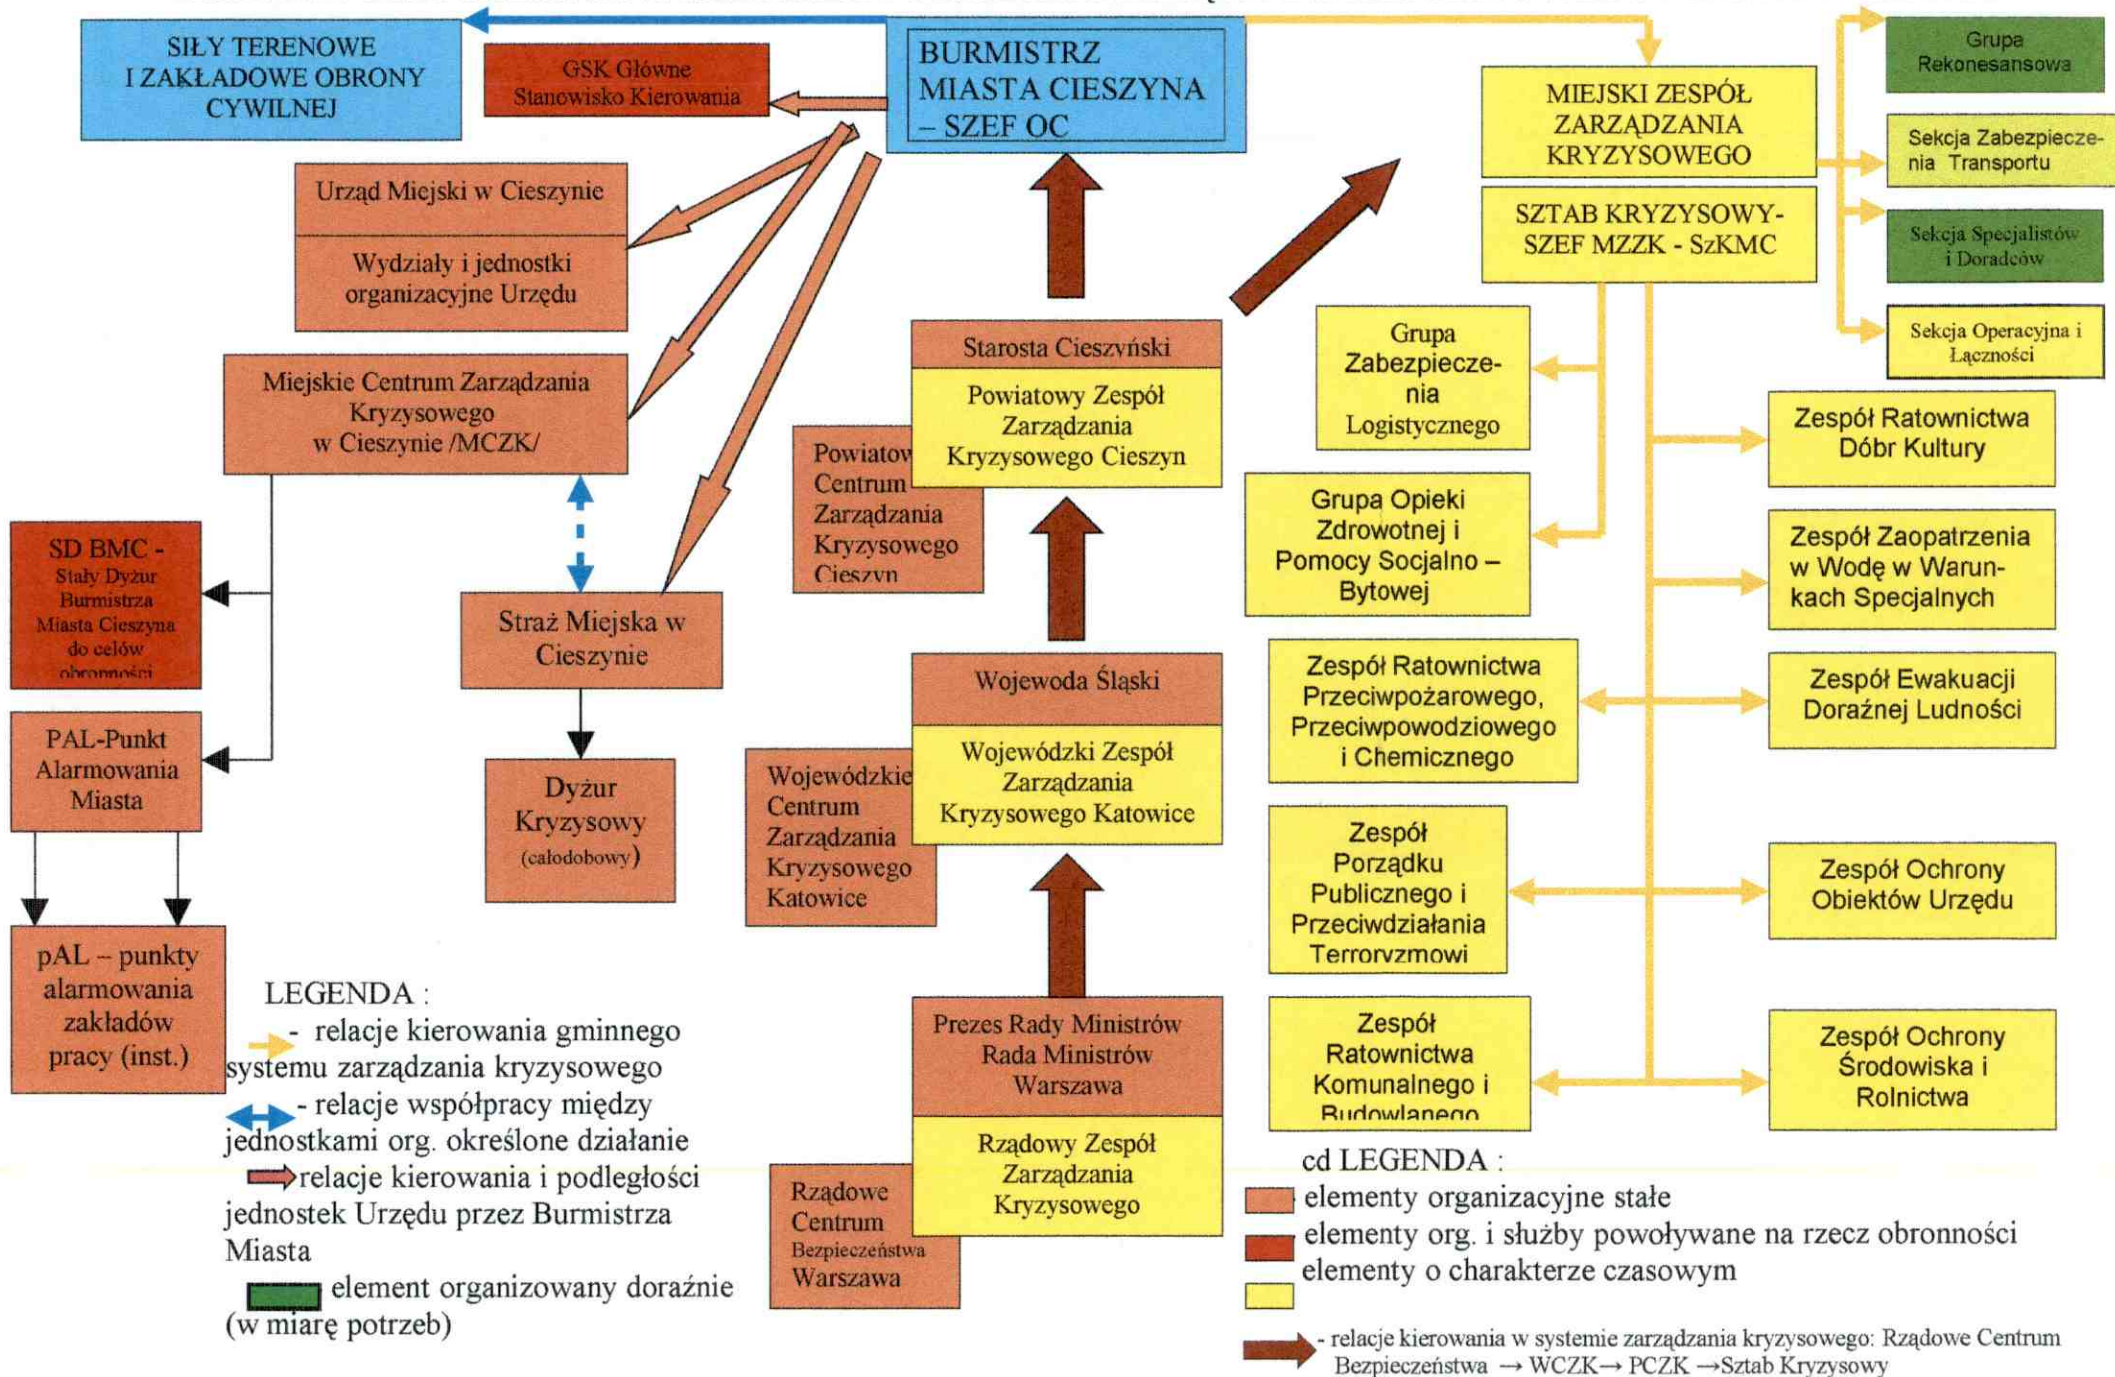 SIŁY TERENOWE
I ZAKŁADOWE OBRONY
CYWILNEJ
GSK Główne
Stanowisko Kierowania
BURMISTRZ
MIASTA CIESZYNA
– SZEF OC
MIEJSKI ZESPÓŁ
ZARZĄDZANIA
KRYZYSOWEGO
SZTAB KRYZYSOWY-
SZEF MZZK - SzKMC
Grupa
Rekonesansowa
Sekcja Zabezpiecze-
nia Transportu
Sekcja Specjalistów
i Doradców
Sekcja Operacyjna i
Łączności
Urząd Miejski w Cieszynie
Wydziały i jednostki
organizacyjne Urzędu
Miejskie Centrum Zarządzania
Kryzysowego
w Cieszynie /MCZK/
SD BMC -
Stały Dyżur
Burmistrza
Miasta Cieszyna
do celów
obronności
PAL-Punkt
Alarmowania
Miasta
pAL – punkty
alarmowania
zakładów
pracy (inst.)
Straż Miejska w
Cieszynie
Dyżur
Kryzysowy
(całodobowy)
Starosta Cieszyński
Powiatowy Zespół
Zarządzania
Kryzysowego Cieszyn
Powiatow
Centrum
Zarządzania
Kryzysowego
Cieszyn
Wojewoda Śląski
Wojewódzki Zespół
Zarządzania
Kryzysowego Katowice
Wojewódzkie
Centrum
Zarządzania
Kryzysowego
Katowice
Prezes Rady Ministrów
Rada Ministrów
Warszawa
Rządowy Zespół
Zarządzania
Kryzysowego
Rządowe
Centrum
Bezpieczeństwa
Warszawa
Grupa
Zabezpiecze-
nia
Logistycznego
Grupa Opieki
Zdrowotnej i
Pomocy Socjalno –
Bytowej
Zespół Ratownictwa
Przeciwpożarowego,
Przeciwpowodziowego
i Chemicznego
Zespół
Porządku
Publicznego i
Przeciwdziałania
Terroryzmowi
Zespół
Ratownictwa
Komunalnego i
Budowlanego
Zespół Ratownictwa
Dóbr Kultury
Zespół Zaopatrzenia
w Wodę w Warun-
kach Specjalnych
Zespół Ewakuacji
Doraźnej Ludności
Zespół Ochrony
Obiektów Urzędu
Zespół Ochrony
Środowiska i
Rolnictwa
LEGENDA :
- relacje kierowania gminnego
systemu zarządzania kryzysowego
- relacje współpracy między
jednostkami org. określone działanie
relacje kierowania i podległości
jednostek Urzędu przez Burmistrza
Miasta
element organizowany doraźnie
(w miarę potrzeb)
cd LEGENDA :
elementy organizacyjne stałe
elementy org. i służby powoływane na rzecz obronności
elementy o charakterze czasowym
- relacje kierowania w systemie zarządzania kryzysowego: Rządowe Centrum
Bezpieczeństwa → WCZK→ PCZK →Sztab Kryzysowy